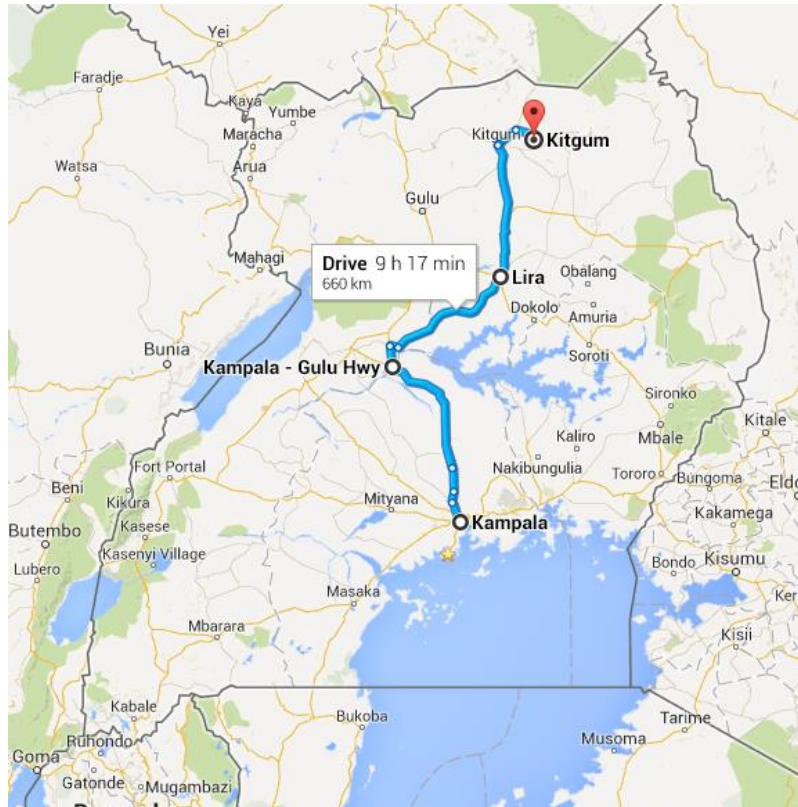 Yei
Faradje
Kaya
Yumbe
Maracha
Arua
Watsa
Kitgum
Kitgum
Gulu
Mahagi
Drive 9 h 17 min
660 km
Lira
Obalang
Dokolo
Amuria
Bunia
Soroti
Kampala - Gulu Hwy
Sironko
Mbale
Kitale
Kaliro
Nakibungulia
Tororo
Bungoma
Eldo
Fort Portal
Beni
Kikura
Mityana
Kampala
Kakamega
Butembo
Kasese
Kasenyi Village
Lubero
Bondo
Kisumu
Masaka
Ker
Mbarara
Kisii
Kabale
Bukoba
Tarime
Ruhondo
Musoma
Goma
Gatonde
Mugambazi